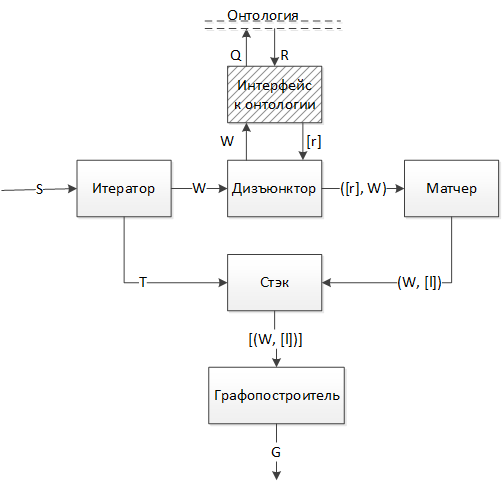 Онтология
Q R
Интерфейс
к онтологии
W [r]
S Итератор W Дизъюнктор ([r], W) Матчер
T Стэк (W, [l])
[(W, [l])]
Графопостроитель
G